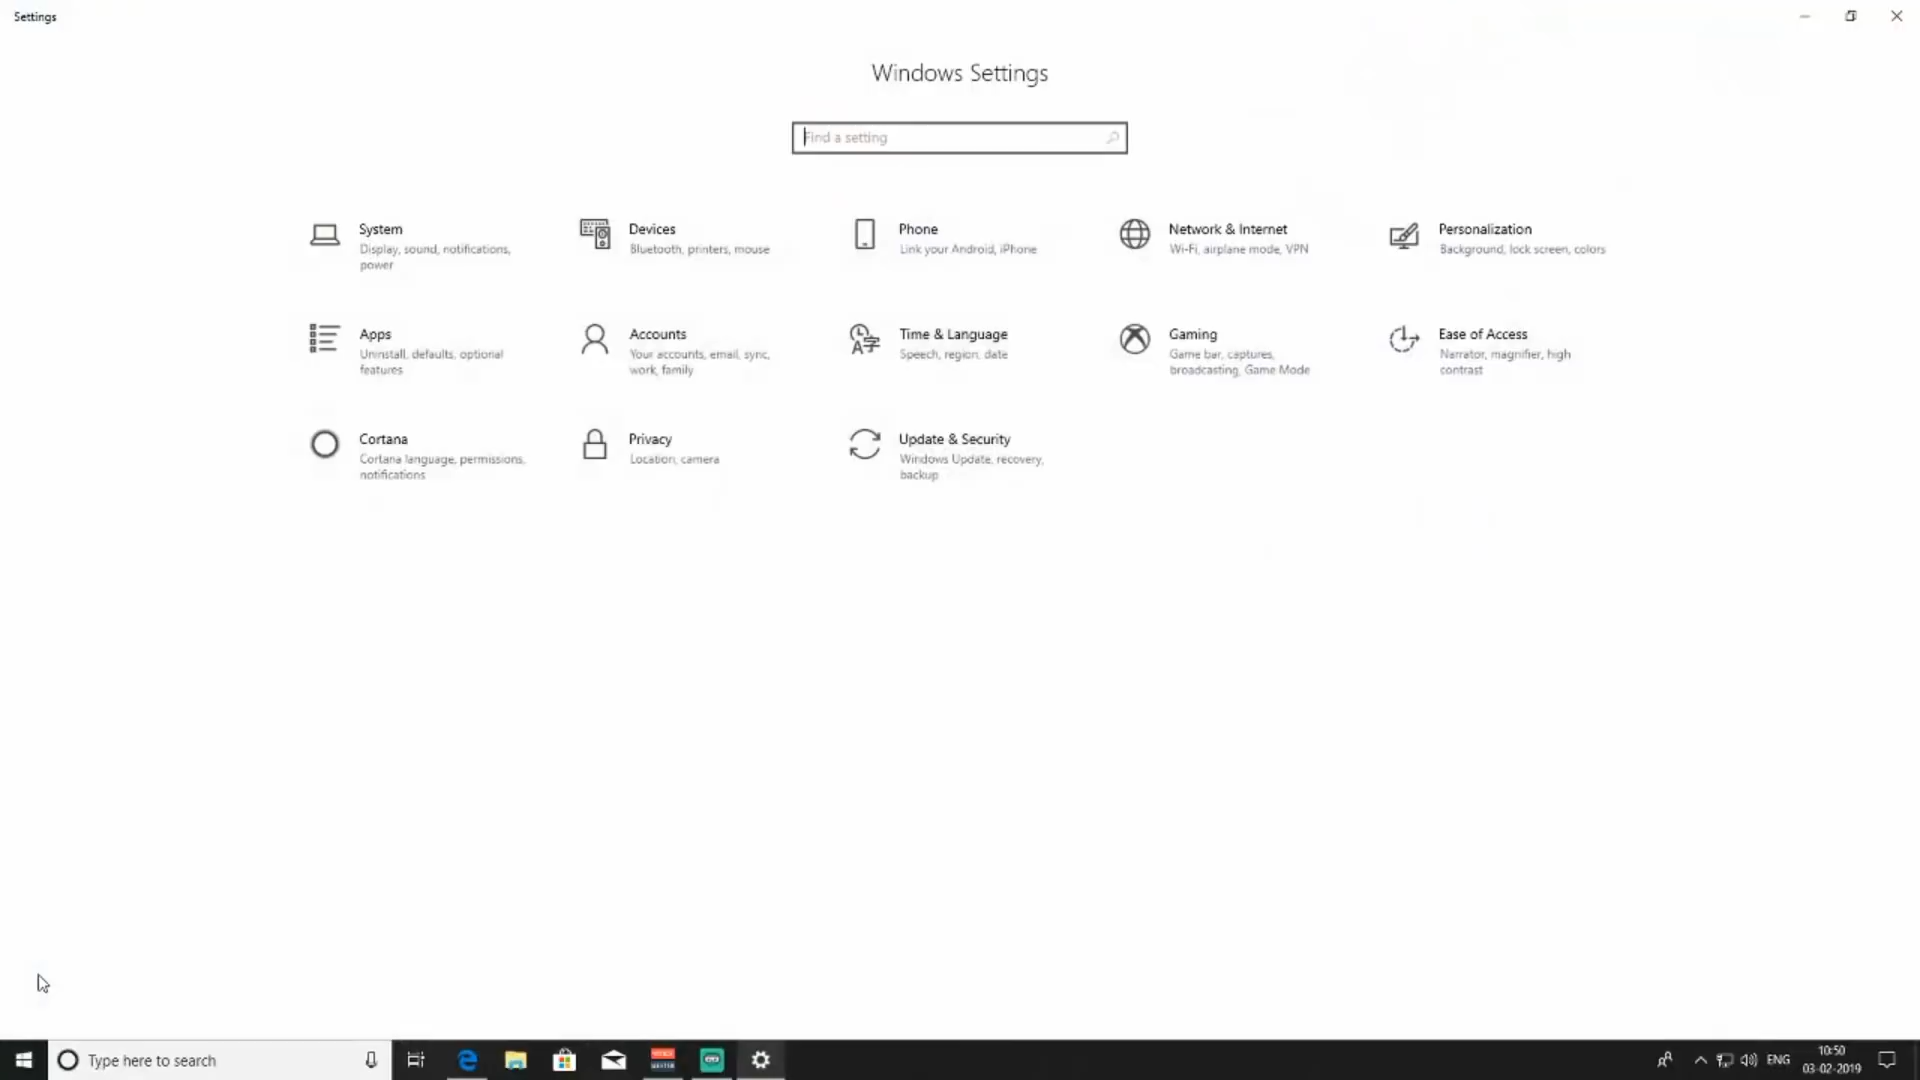 Settings
Windows Settings
Find a setting
System
Display, sound, notifications,
power
Devices
Bluetooth, printers, mouse
Phone
Link your Android, iPhone
Network & Internet
Wi-Fi, airplane mode, VPN
Personalization
Background, lock screen, colors
Apps
Uninstall, defaults, optional
features
Accounts
Your accounts, email, sync,
work, family
Time & Language
Speech, region, date
Gaming
Game bar, captures,
broadcasting, Game Mode
Ease of Access
Narrator, magnifier, high
contrast
Cortana
Cortana language, permissions,
notifications
Privacy
Location, camera
Update & Security
Windows Update, recovery,
backup
Type here to search
ENG
10:50
03-02-2019